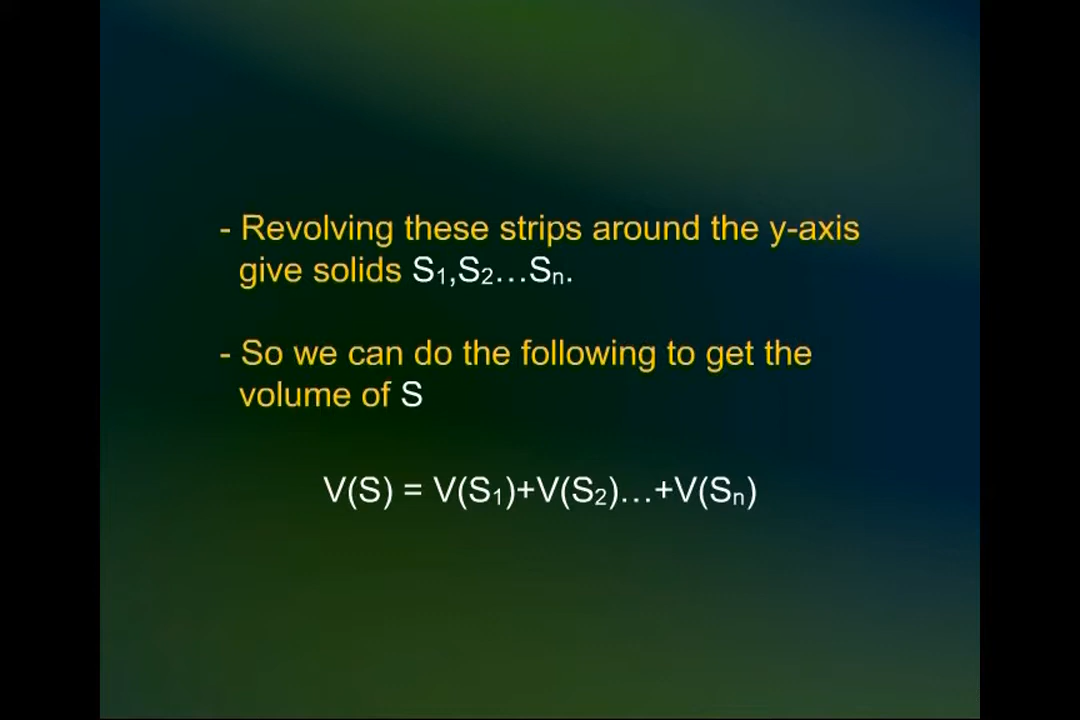 - Revolving these strips around the y-axis
give solids S₁,S₂…Sₙ.
- So we can do the following to get the
volume of S
V(S) = V(S₁)+V(S₂)…+V(Sₙ)